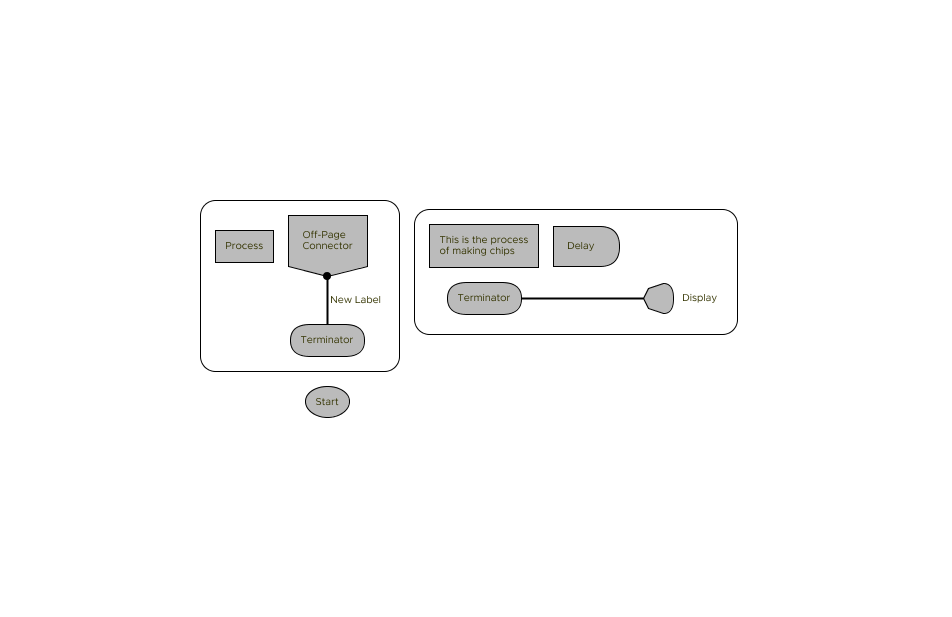 Process
Off-Page
Connector
New Label
Terminator
Start
This is the process
of making chips
Delay
Terminator
Display